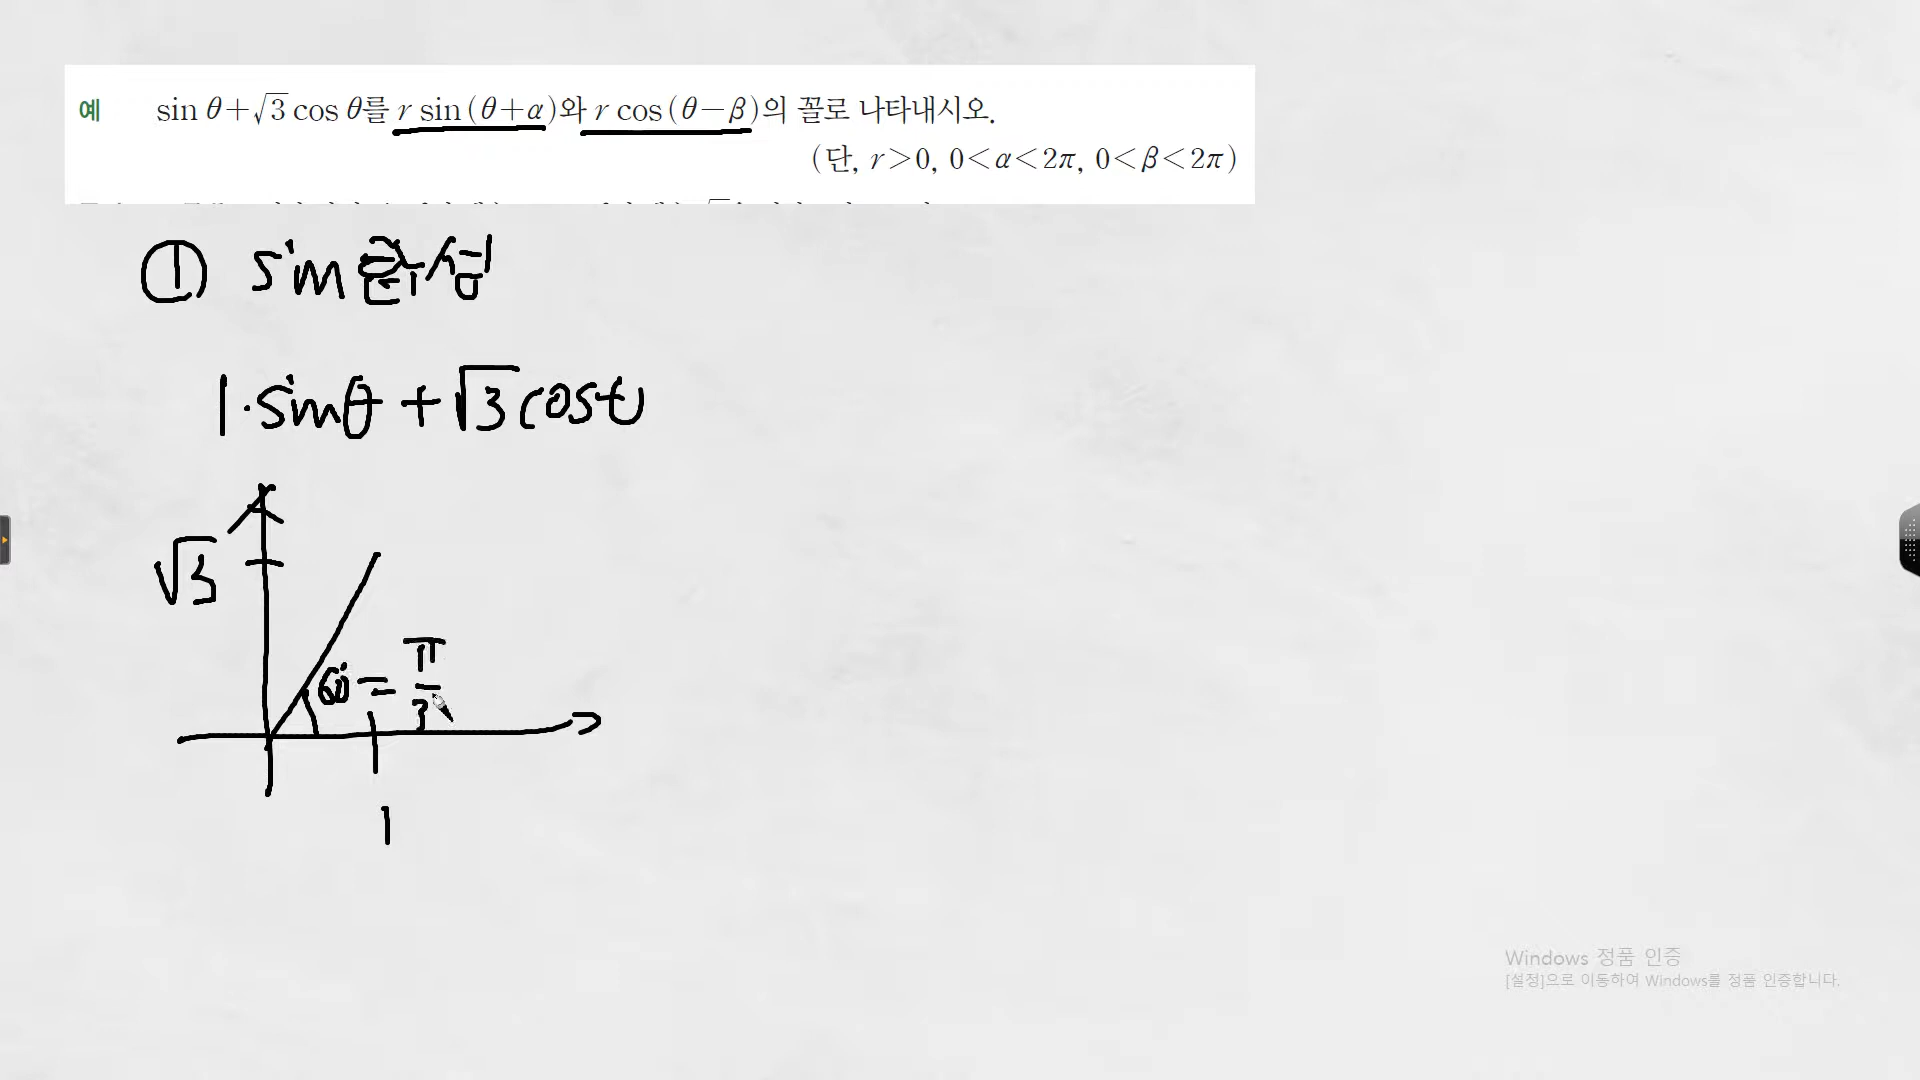 예 sin θ+√3 cos θ를 r sin (θ+α)와 r cos (θ−β)의 꼴로 나타내시오.
(단, r>0, 0<α<2π, 0<β<2π)
① sin
1·sinθ + √3 cosθ
√3
60° = π/3
1
Windows 정품 인증
[설정]으로 이동하여 Windows를 정품 인증합니다.